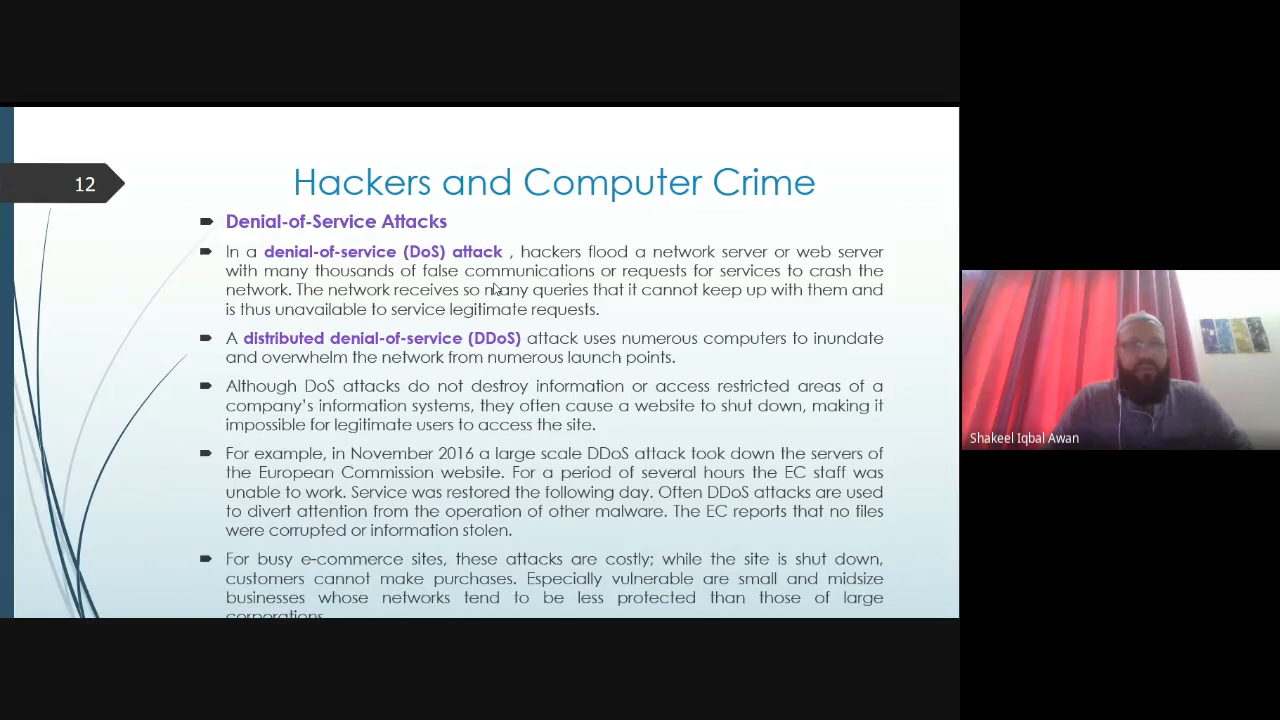 12
Hackers and Computer Crime
Denial-of-Service Attacks
In a denial-of-service (DoS) attack , hackers flood a network server or web server
with many thousands of false communications or requests for services to crash the
network. The network receives so many queries that it cannot keep up with them and
is thus unavailable to service legitimate requests.
A distributed denial-of-service (DDoS) attack uses numerous computers to inundate
and overwhelm the network from numerous launch points.
Although DoS attacks do not destroy information or access restricted areas of a
company's information systems, they often cause a website to shut down, making it
impossible for legitimate users to access the site.
For example, in November 2016 a large scale DDoS attack took down the servers of
the European Commission website. For a period of several hours the EC staff was
unable to work. Service was restored the following day. Often DDoS attacks are used
to divert attention from the operation of other malware. The EC reports that no files
were corrupted or information stolen.
For busy e-commerce sites, these attacks are costly; while the site is shut down,
customers cannot make purchases. Especially vulnerable are small and midsize
businesses whose networks tend to be less protected than those of large
corporations.
Shakeel Iqbal Awan